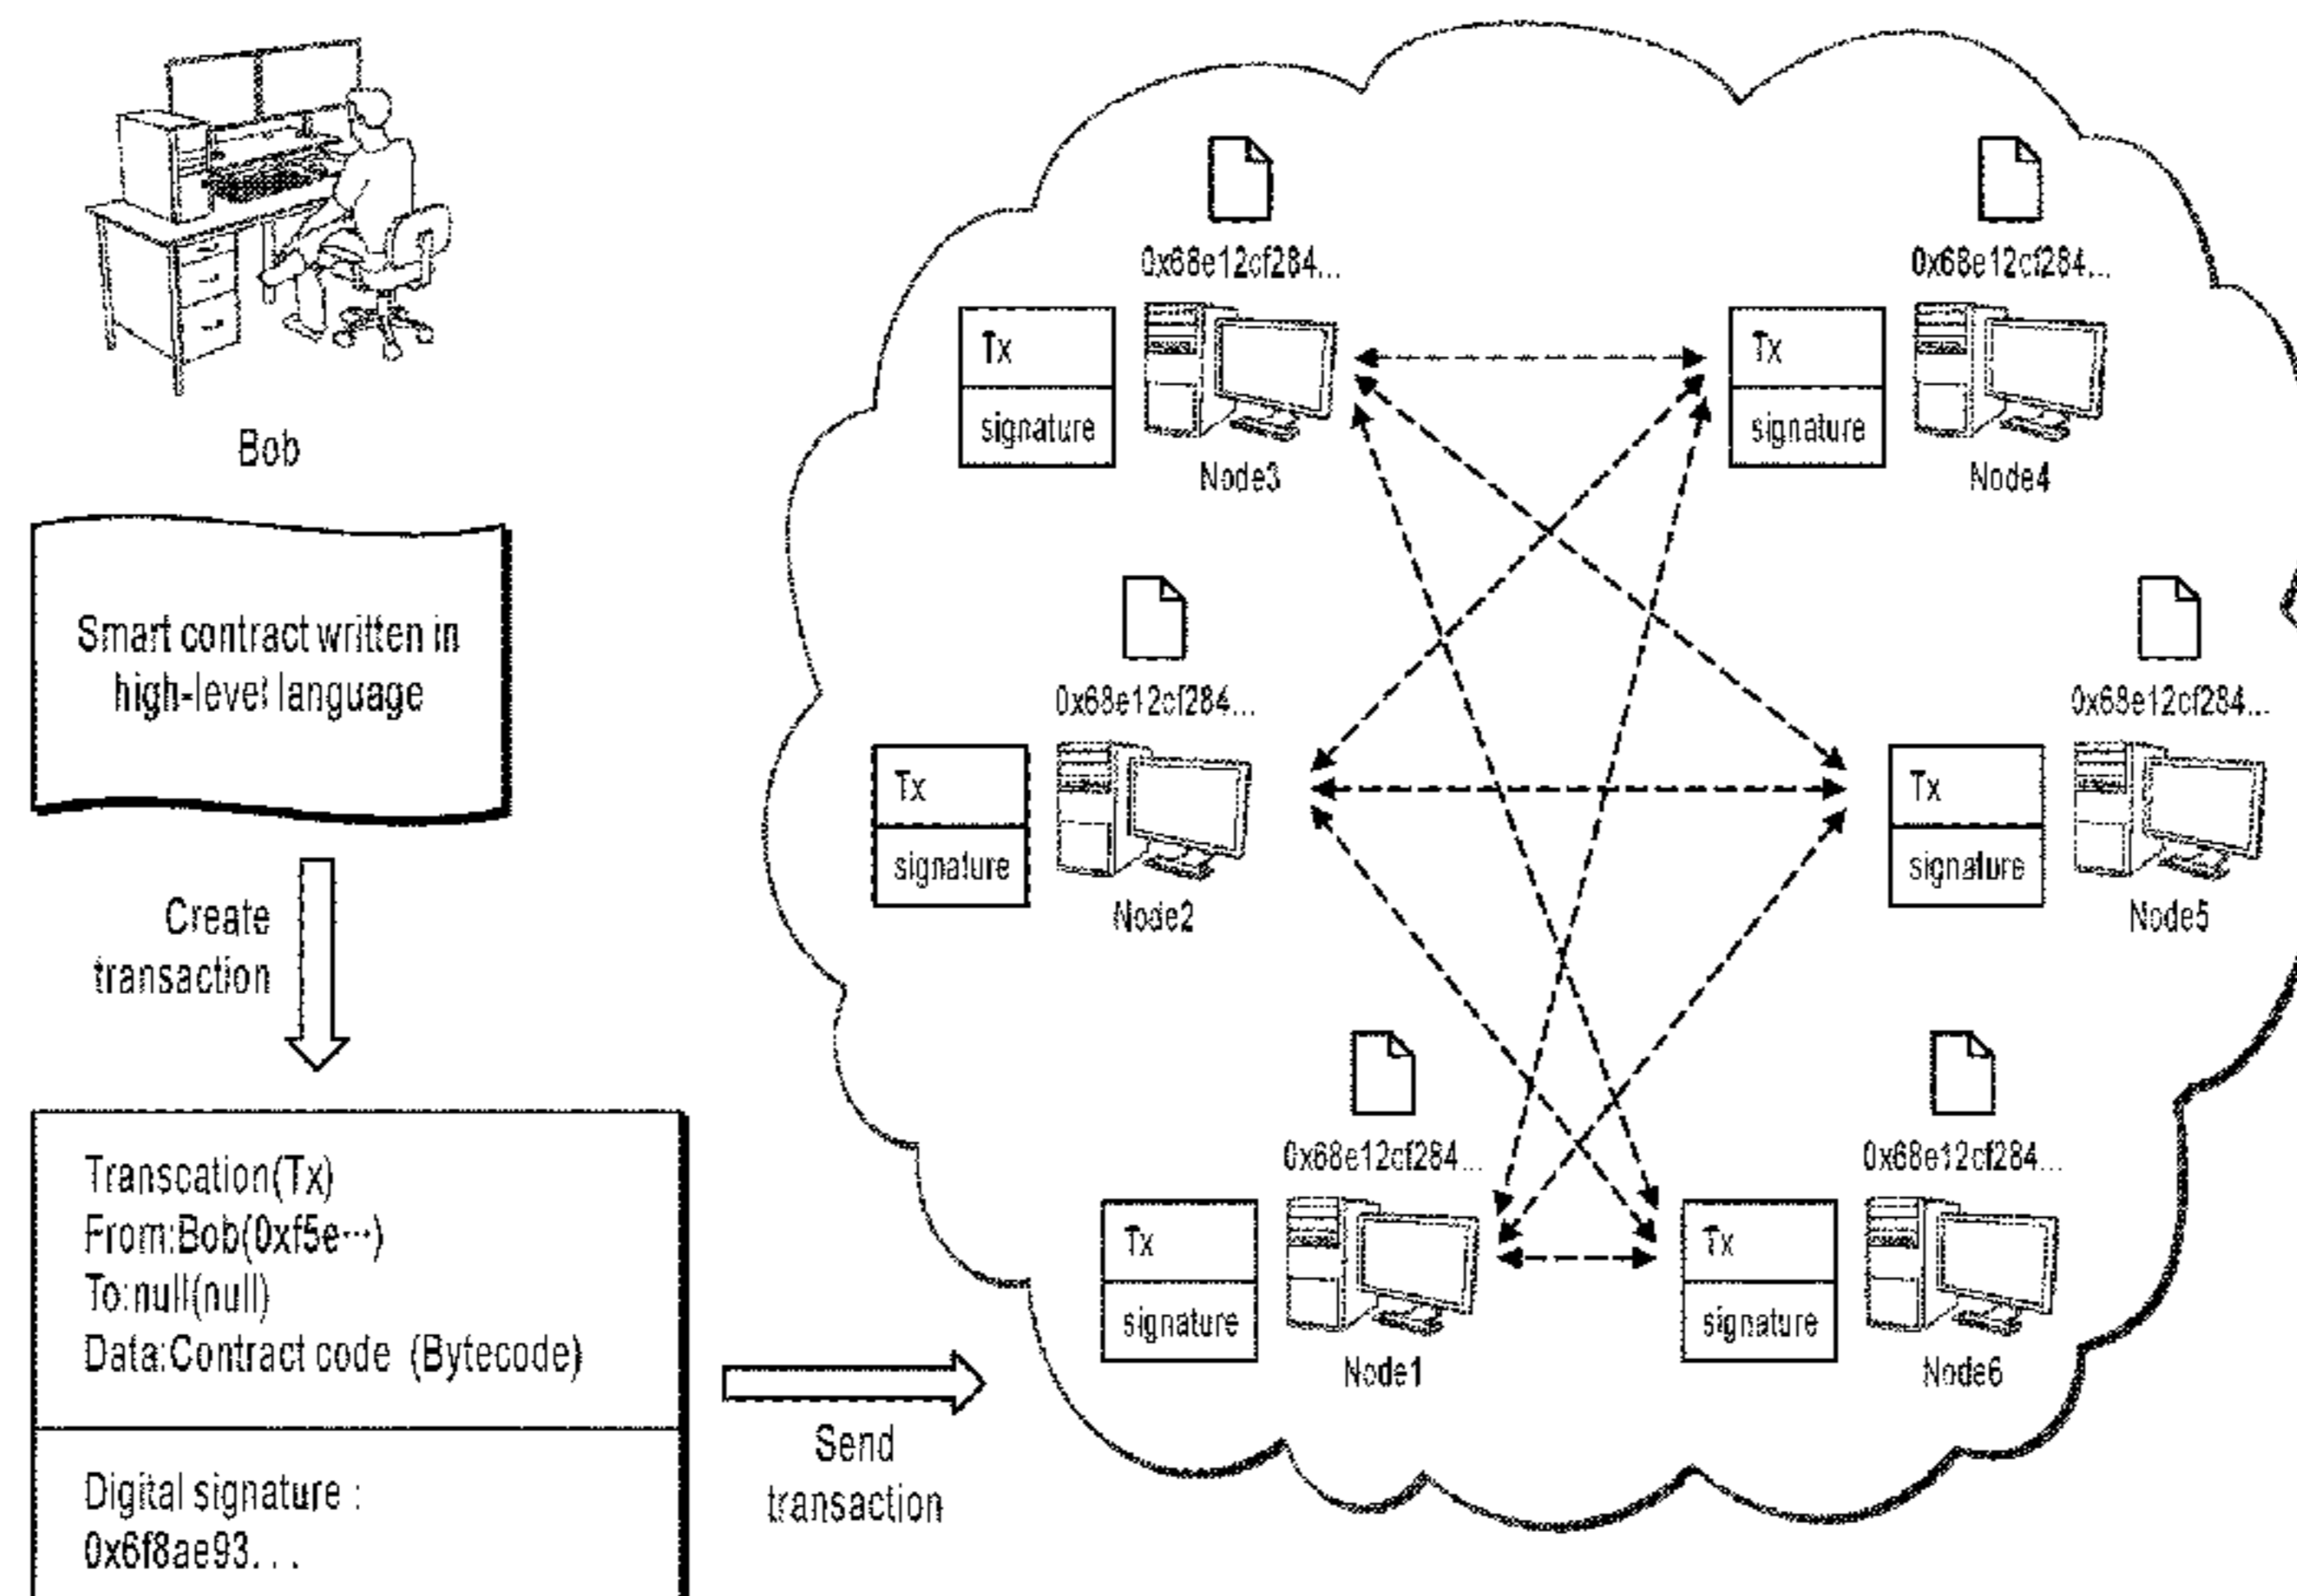 Bob
Smart contract written in
high-level language
Create
transaction
Transcation(Tx)
From:Bob(0xf5e···)
To:null(null)
Data:Contract code (Bytecode)
Digital signature :
0x6f8ae93...
Send
transaction
0x68e12cf284...
Tx
signature
Node3
0x68e12cf284...
Tx
signature
Node4
0x68e12cf284...
Tx
signature
Node2
0x68e12cf284...
Tx
signature
Node5
0x68e12cf284...
Tx
signature
Node1
0x68e12cf284...
Tx
signature
Node6